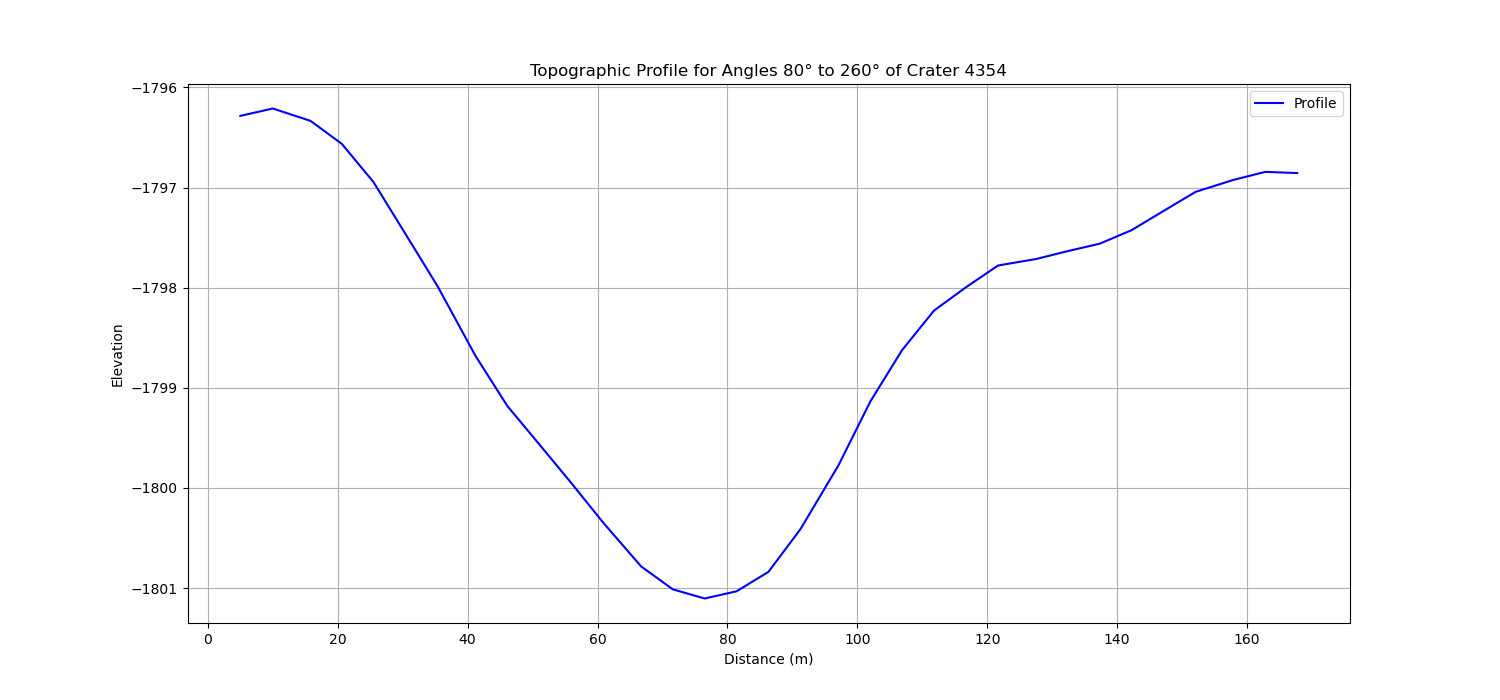 Topographic Profile for Angles 80° to 260° of Crater 4354
Profile
−1796
−1797
−1798
−1799
−1800
−1801
Elevation
0 20 40 60 80 100 120 140 160
Distance (m)